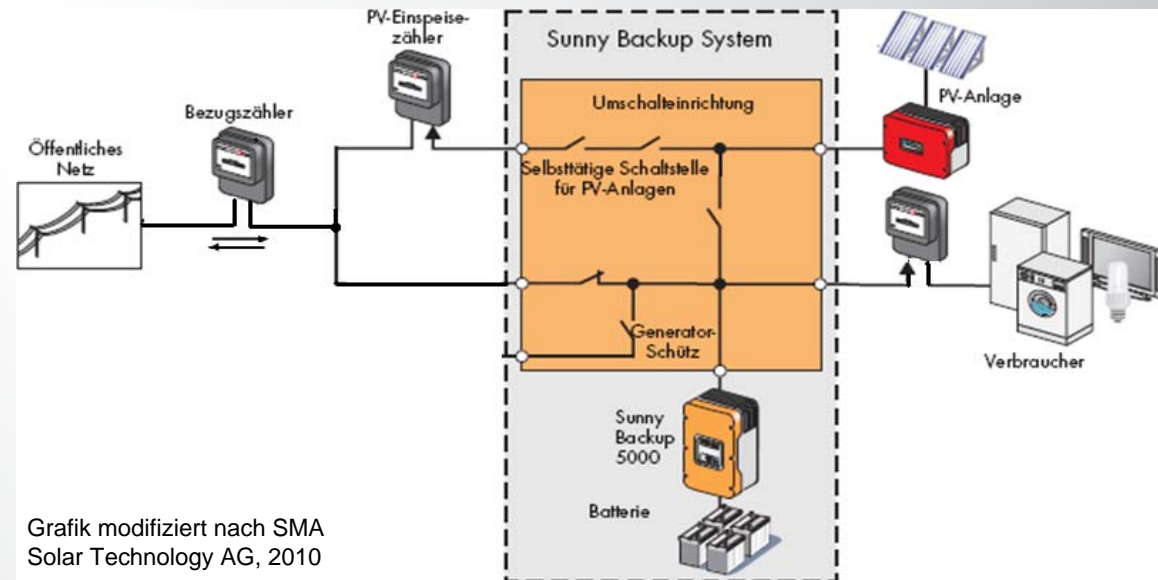 PV-Einspeise-
zähler
Sunny Backup System
Umschalteinrichtung
PV-Anlage
Bezugszähler
Öffentliches
Netz
Selbsttätige Schaltstelle
für PV-Anlagen
Generator-
Schütz
Verbraucher
Sunny
Backup
5000
Batterie
Grafik modifiziert nach SMA
Solar Technology AG, 2010